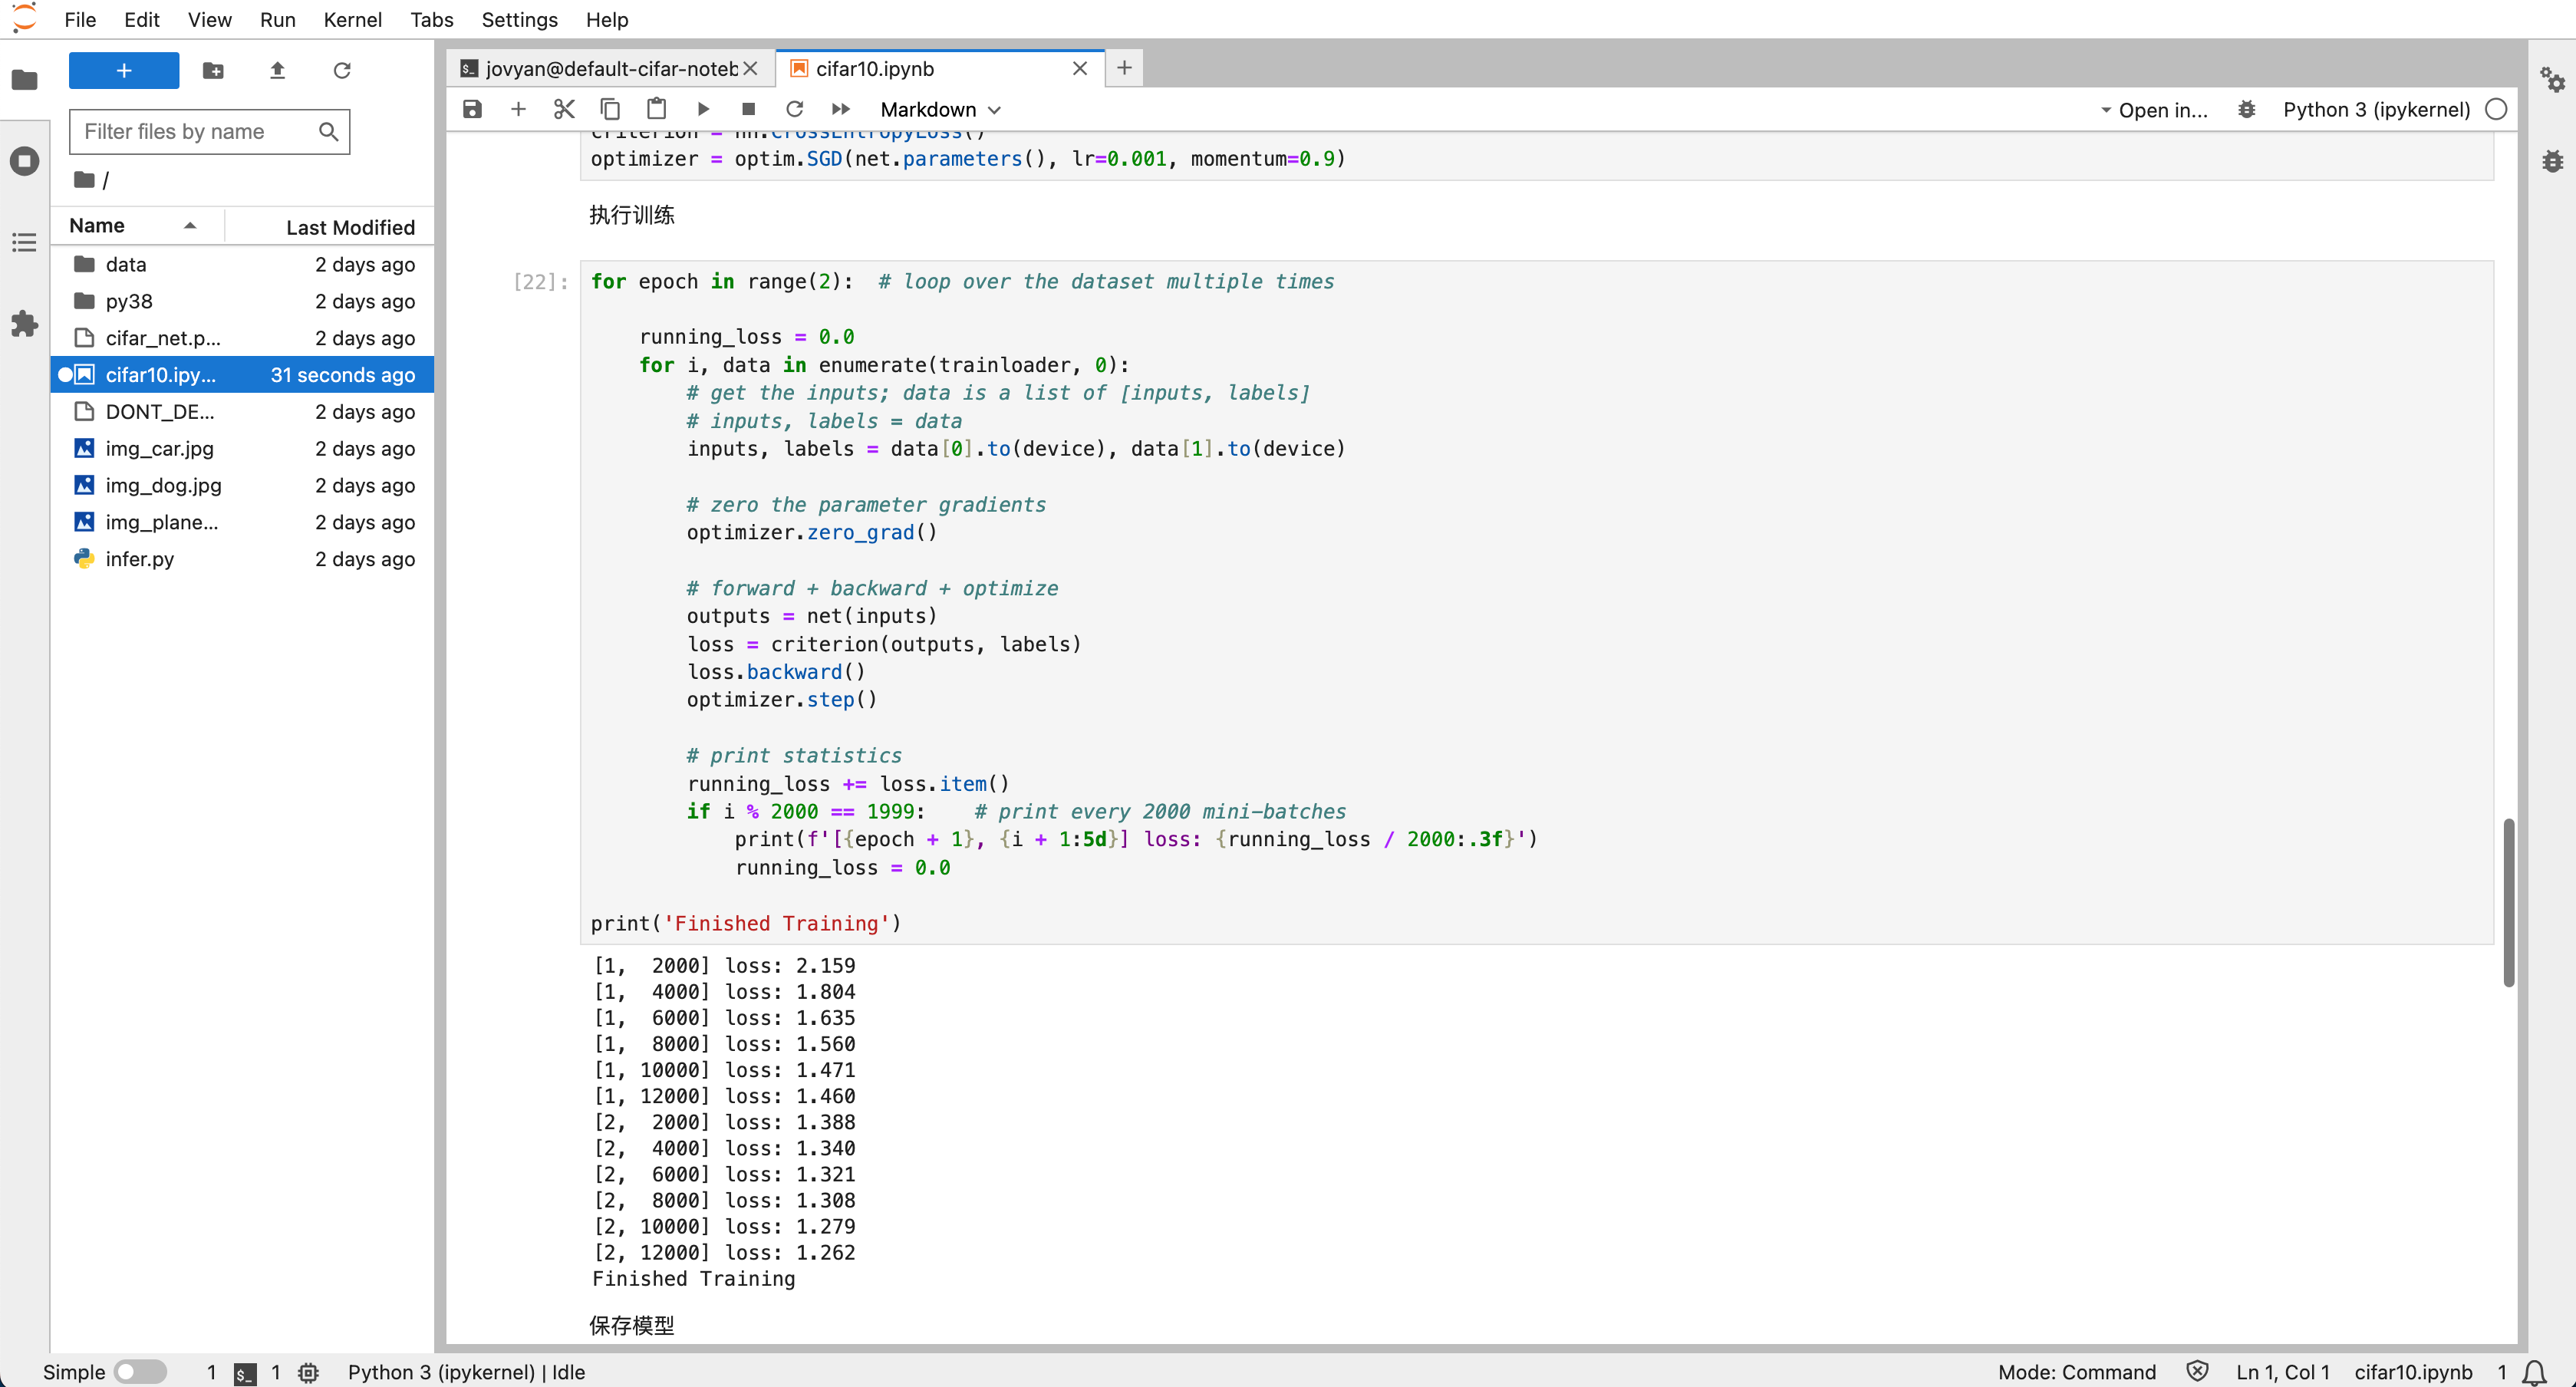 File Edit View Run Kernel Tabs Settings Help
Filter files by name
/
Name Last Modified
data 2 days ago
py38 2 days ago
cifar_net.p... 2 days ago
cifar10.ipy... 31 seconds ago
DONT_DE... 2 days ago
img_car.jpg 2 days ago
img_dog.jpg 2 days ago
img_plane... 2 days ago
infer.py 2 days ago
jovyan@default-cifar-noteb cifar10.ipynb
Markdown Open in... Python 3 (ipykernel)
criterion = nn.CrossEntropyLoss()
optimizer = optim.SGD(net.parameters(), lr=0.001, momentum=0.9)
执行训练
[22]: for epoch in range(2):  # loop over the dataset multiple times
running_loss = 0.0
for i, data in enumerate(trainloader, 0):
# get the inputs; data is a list of [inputs, labels]
# inputs, labels = data
inputs, labels = data[0].to(device), data[1].to(device)
# zero the parameter gradients
optimizer.zero_grad()
# forward + backward + optimize
outputs = net(inputs)
loss = criterion(outputs, labels)
loss.backward()
optimizer.step()
# print statistics
running_loss += loss.item()
if i % 2000 == 1999:    # print every 2000 mini-batches
print(f'[{epoch + 1}, {i + 1:5d}] loss: {running_loss / 2000:.3f}')
running_loss = 0.0
print('Finished Training')
[1,  2000] loss: 2.159
[1,  4000] loss: 1.804
[1,  6000] loss: 1.635
[1,  8000] loss: 1.560
[1, 10000] loss: 1.471
[1, 12000] loss: 1.460
[2,  2000] loss: 1.388
[2,  4000] loss: 1.340
[2,  6000] loss: 1.321
[2,  8000] loss: 1.308
[2, 10000] loss: 1.279
[2, 12000] loss: 1.262
Finished Training
保存模型
Simple 1 $_ 1 Python 3 (ipykernel) | Idle Mode: Command Ln 1, Col 1 cifar10.ipynb 1